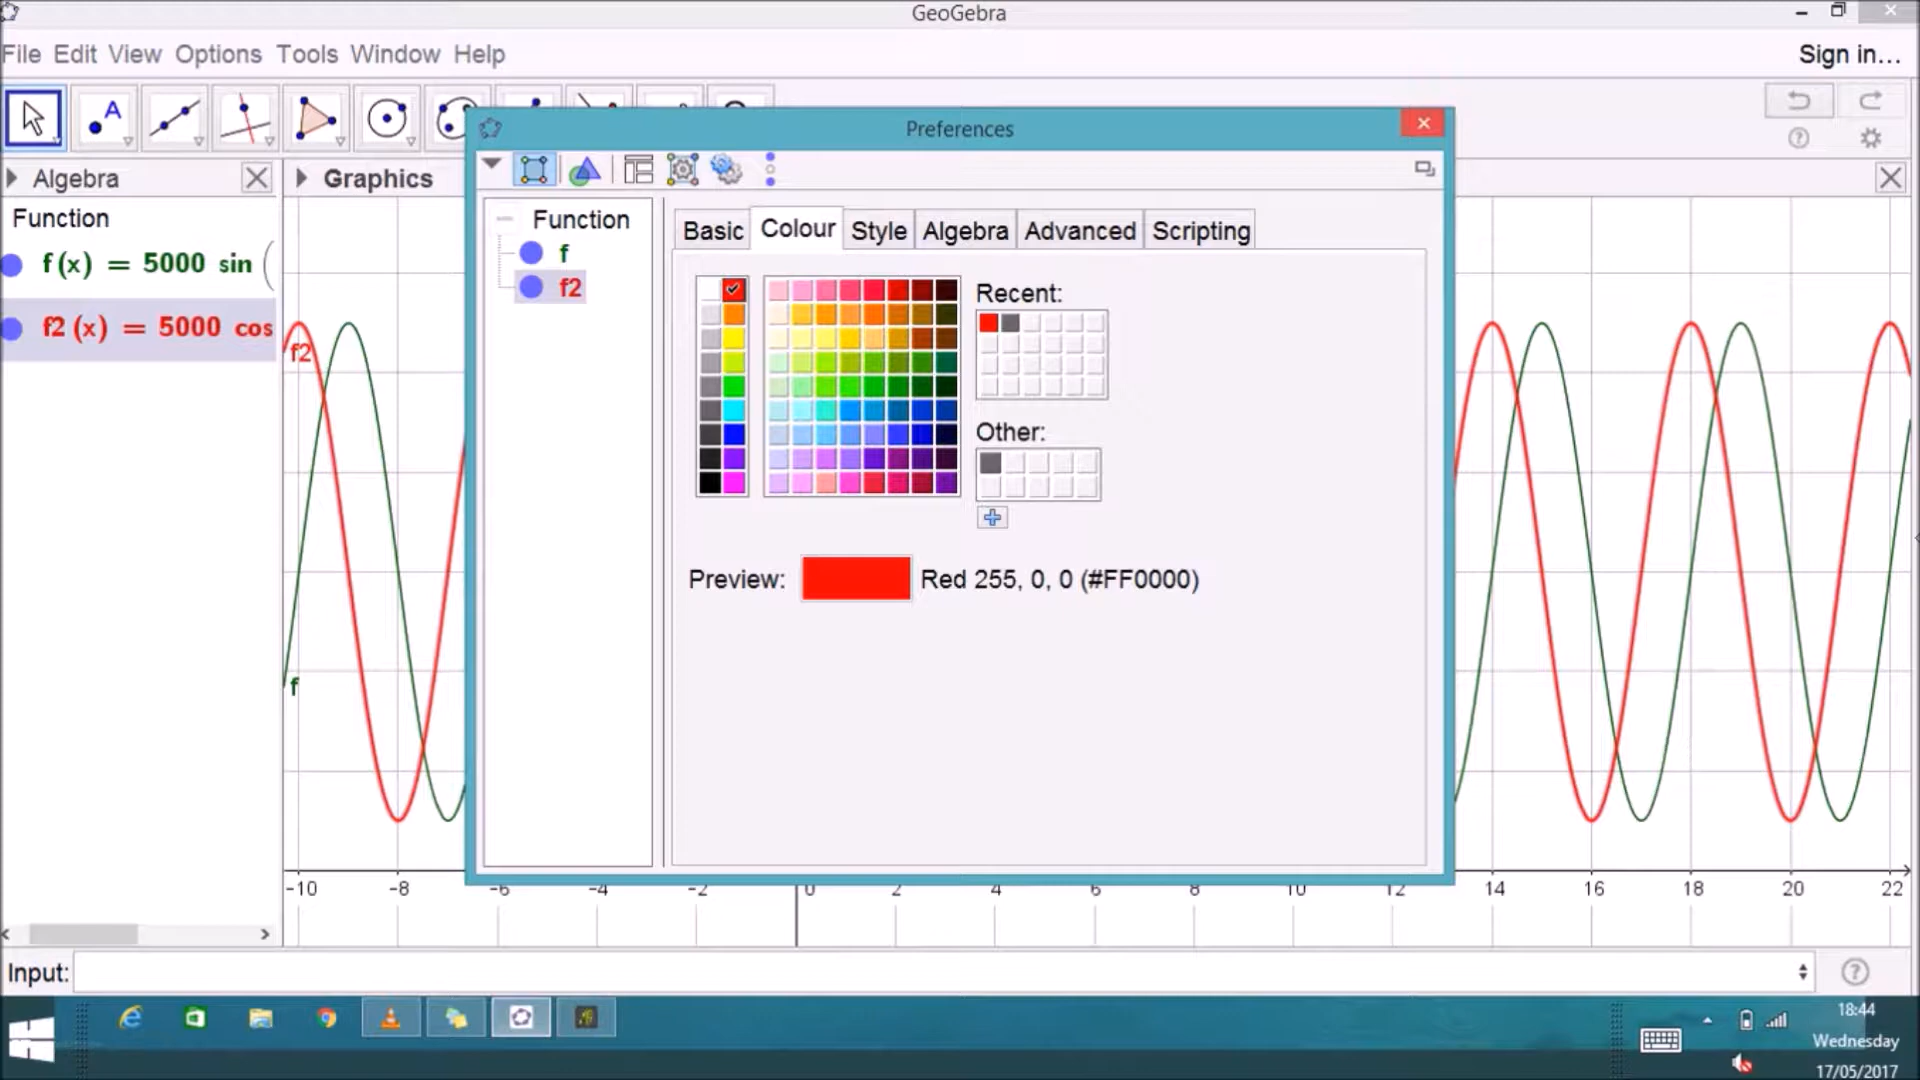 GeoGebra
File Edit View Options Tools Window Help
Sign in...
A
Preferences
Algebra
Graphics
Function
f(x) = 5000 sin (
f2 (x) = 5000 cos
Function
f
f2
Basic Colour Style Algebra Advanced Scripting
Recent:
Other:
Preview: Red 255, 0, 0 (#FF0000)
f2
f
-10 -8 -6 -4 -2 0 2 4 6 8 10 12 14 16 18 20 22
Input:
18:44
Wednesday
17/05/2017